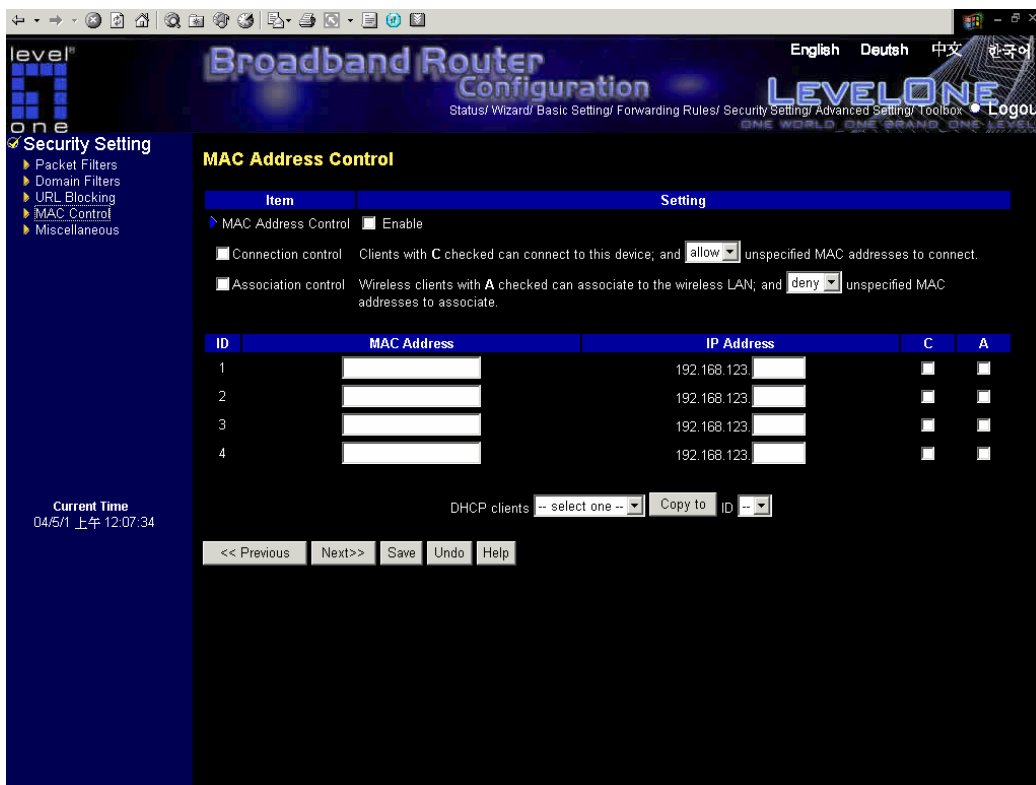 level
one
Broadband Router
Configuration
English Deutsh 中文 한국어
LEVELONE
Status/ Wizard/ Basic Setting/ Forwarding Rules/ Security Setting/ Advanced Setting/ Toolbox Logou
ONE WORLD_ONE BRAND_ONE LEVEL
Security Setting
Packet Filters
Domain Filters
URL Blocking
MAC Control
Miscellaneous
Current Time
04/5/1 上午 12:07:34
MAC Address Control
Item Setting
MAC Address Control Enable
Connection control Clients with C checked can connect to this device; and allow unspecified MAC addresses to connect.
Association control Wireless clients with A checked can associate to the wireless LAN; and deny unspecified MAC
addresses to associate.
ID MAC Address IP Address C A
1 192.168.123.
2 192.168.123.
3 192.168.123.
4 192.168.123.
DHCP clients -- select one -- Copy to ID --
<< Previous Next>> Save Undo Help